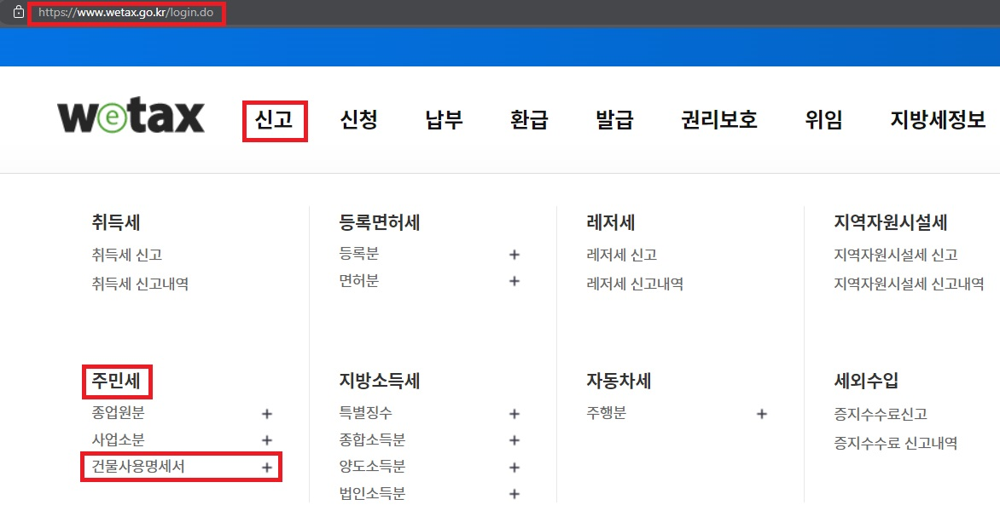 https://www.wetax.go.kr/login.do
wetax 신고 신청 납부 환급 발급 권리보호 위임 지방세정보
취득세 등록면허세 레저세 지역자원시설세
취득세 신고 등록분 + 레저세 신고 지역자원시설세 신고
취득세 신고내역 면허분 + 레저세 신고내역 지역자원시설세 신고내역
주민세 지방소득세 자동차세 세외수입
종업원분 + 특별징수 + 주행분 + 증지수수료신고
사업소분 + 종합소득분 + 증지수수료 신고내역
건물사용명세서 + 양도소득분 +
법인소득분 +